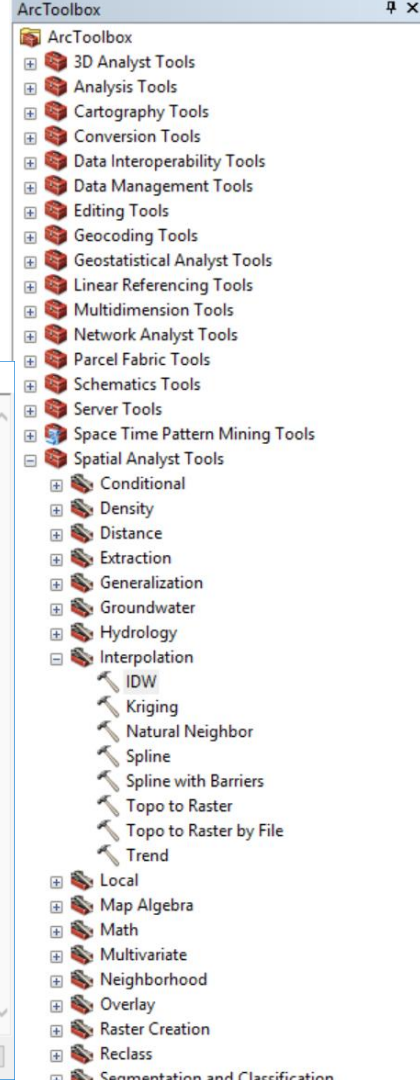 ArcToolbox
ArcToolbox
3D Analyst Tools
Analysis Tools
Cartography Tools
Conversion Tools
Data Interoperability Tools
Data Management Tools
Editing Tools
Geocoding Tools
Geostatistical Analyst Tools
Linear Referencing Tools
Multidimension Tools
Network Analyst Tools
Parcel Fabric Tools
Schematics Tools
Server Tools
Space Time Pattern Mining Tools
Spatial Analyst Tools
Conditional
Density
Distance
Extraction
Generalization
Groundwater
Hydrology
Interpolation
IDW
Kriging
Natural Neighbor
Spline
Spline with Barriers
Topo to Raster
Topo to Raster by File
Trend
Local
Map Algebra
Math
Multivariate
Neighborhood
Overlay
Raster Creation
Reclass
Segmentation and Classification